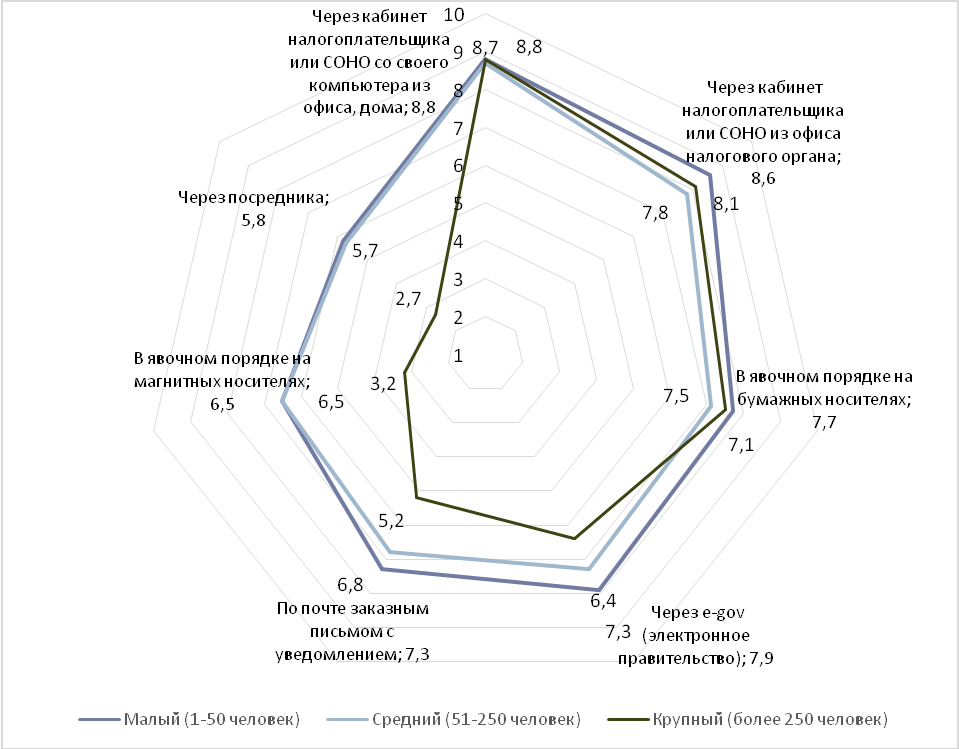 Через кабинет
налогоплательщика
или СОНО со своего
компьютера из
офиса, дома; 8,8
10
9
8
7
6
5
4
3
2
1
8,7
8,8
Через кабинет
налогоплательщика
или СОНО из офиса
налогового органа;
8,6
8,1
7,8
Через посредника;
5,8
5,7
2,7
В явочном порядке на
магнитных носителях;
6,5
6,5
3,2
В явочном порядке на
бумажных носителях;
7,7
7,5
7,1
5,2
6,8
По почте заказным
письмом с
уведомлением; 7,3
6,4
7,3
Через e-gov
(электронное
правительство); 7,9
Малый (1-50 человек)
Средний (51-250 человек)
Крупный (более 250 человек)